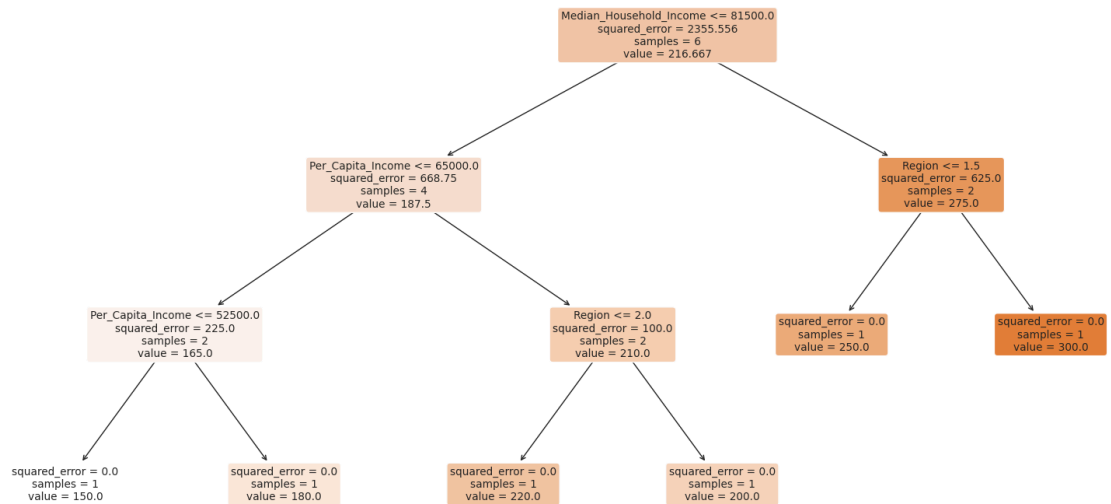 Median_Household_Income <= 81500.0
squared_error = 2355.556
samples = 6
value = 216.667
Per_Capita_Income <= 65000.0
squared_error = 668.75
samples = 4
value = 187.5
Region <= 1.5
squared_error = 625.0
samples = 2
value = 275.0
Per_Capita_Income <= 52500.0
squared_error = 225.0
samples = 2
value = 165.0
Region <= 2.0
squared_error = 100.0
samples = 2
value = 210.0
squared_error = 0.0
samples = 1
value = 250.0
squared_error = 0.0
samples = 1
value = 300.0
squared_error = 0.0
samples = 1
value = 150.0
squared_error = 0.0
samples = 1
value = 180.0
squared_error = 0.0
samples = 1
value = 220.0
squared_error = 0.0
samples = 1
value = 200.0